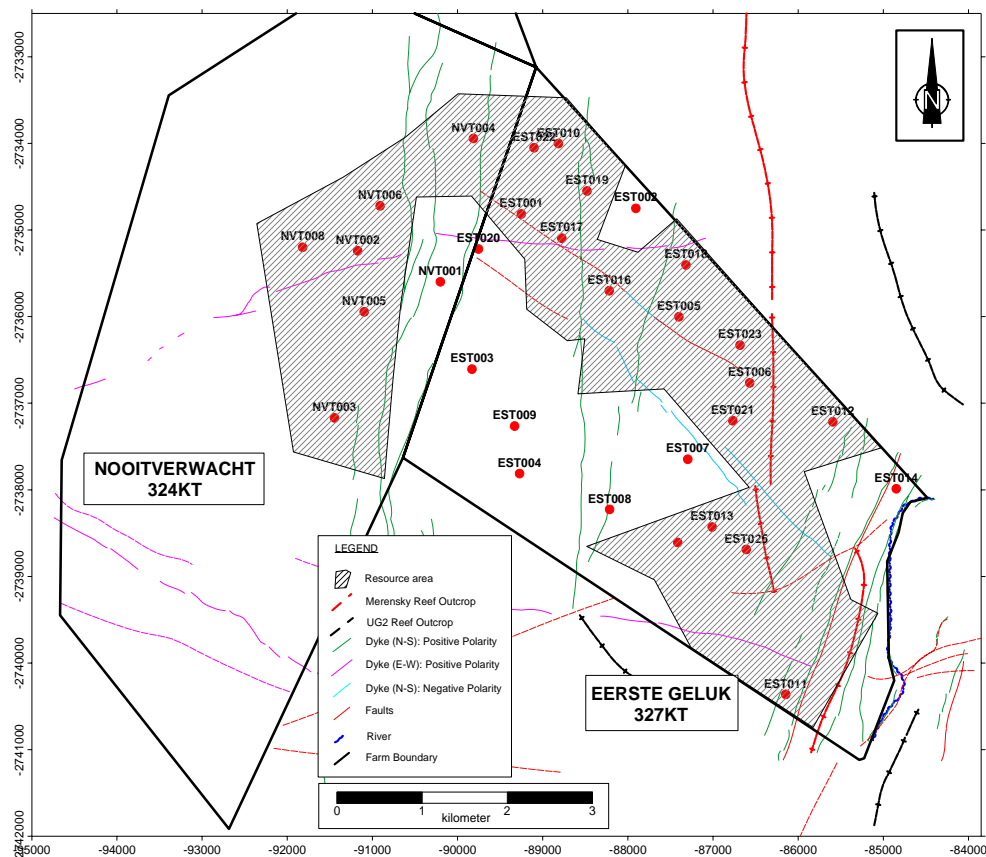 -2733000
-2734000
-2735000
-2736000
-2737000
-2738000
-2739000
-2740000
-2741000
-2742000
N
NVT004
EST022
EST010
EST019
EST002
NVT006
EST001
EST017
NVT008
NVT002
EST020
EST018
NVT001
EST016
NVT005
EST005
EST023
EST003
EST006
NVT003
EST009
EST021
EST012
EST004
EST007
EST014
EST008
EST013
EST025
EST011
NOOITVERWACHT
324KT
EERSTE GELUK
327KT
LEGEND
Resource area
Merensky Reef Outcrop
UG2 Reef Outcrop
Dyke (N-S): Positive Polarity
Dyke (E-W): Positive Polarity
Dyke (N-S): Negative Polarity
Faults
River
Farm Boundary
0 1 2 3
kilometer
-95000 -94000 -93000 -92000 -91000 -90000 -89000 -88000 -87000 -86000 -85000 -84000